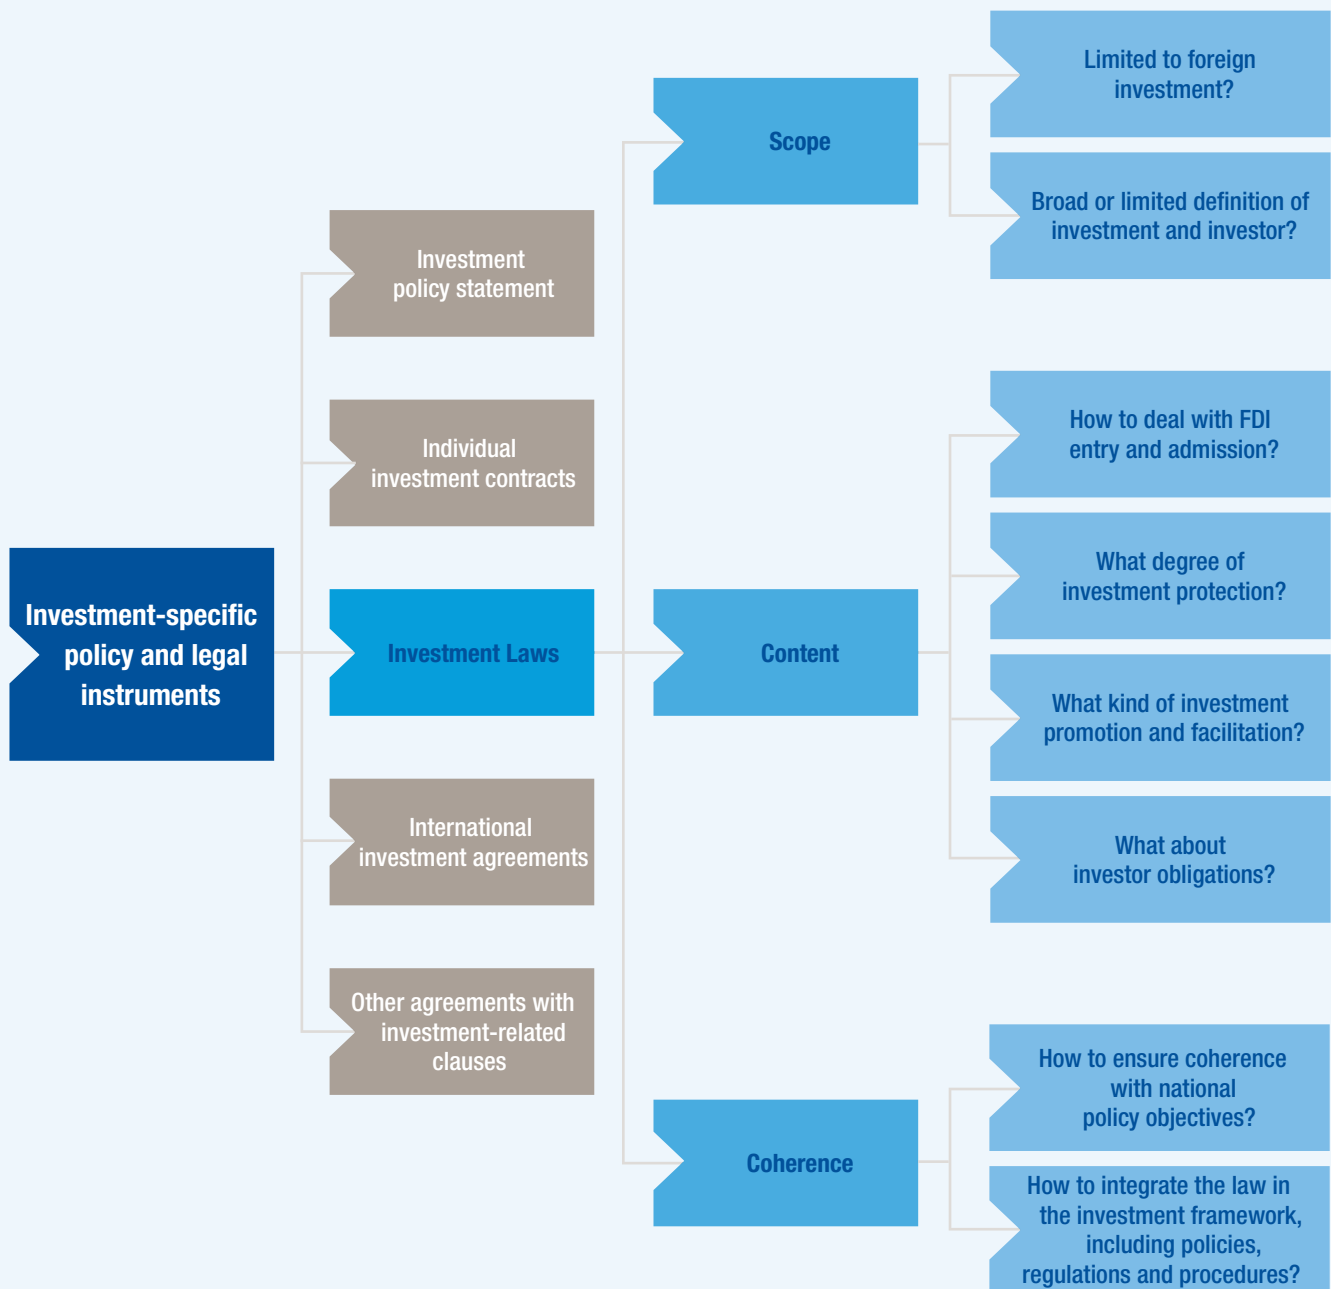 Investment-specific
policy and legal
instruments
Investment
policy statement
Individual
investment contracts
Investment Laws
International
investment agreements
Other agreements with
investment-related
clauses
Scope
Content
Coherence
Limited to foreign
investment?
Broad or limited definition of
investment and investor?
How to deal with FDI
entry and admission?
What degree of
investment protection?
What kind of investment
promotion and facilitation?
What about
investor obligations?
How to ensure coherence
with national
policy objectives?
How to integrate the law in
the investment framework,
including policies,
regulations and procedures?